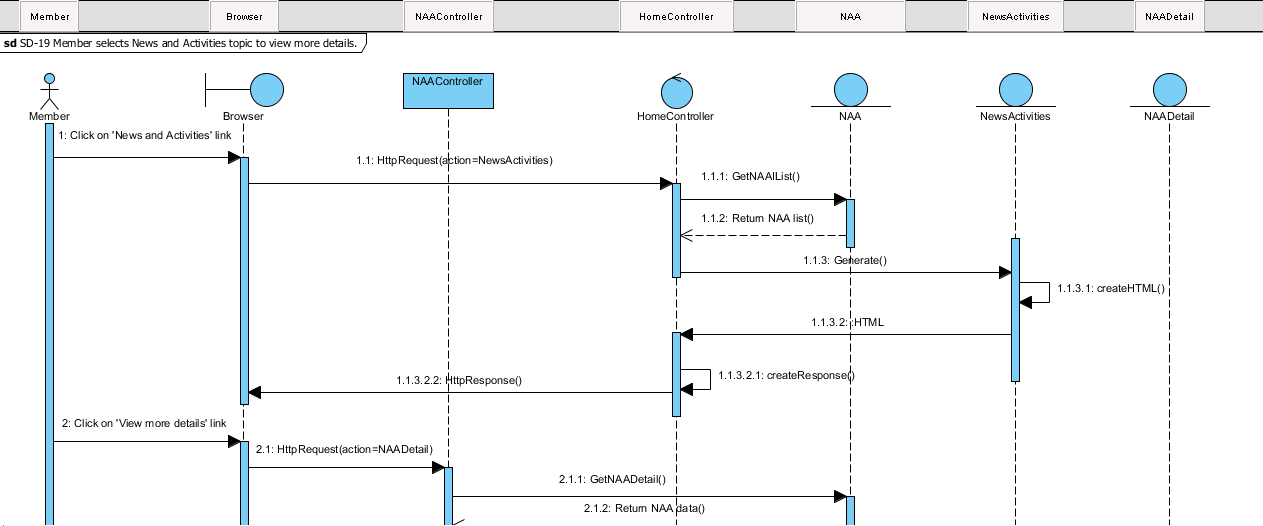 Member Browser NAAController HomeController NAA NewsActivities NAADetail
sd SD-19 Member selects News and Activities topic to view more details.
NAAController
Member Browser HomeController NAA NewsActivities NAADetail
1: Click on 'News and Activities' link
1.1: HttpRequest(action=NewsActivities)
1.1.1: GetNAAlList()
1.1.2: Return NAA list()
1.1.3: Generate()
1.1.3.1: createHTML()
1.1.3.2: :HTML
1.1.3.2.1: createResponse()
1.1.3.2.2: HttpResponse()
2: Click on 'View more details' link
2.1: HttpRequest(action=NAADetail)
2.1.1: GetNAADetail()
2.1.2: Return NAA data()